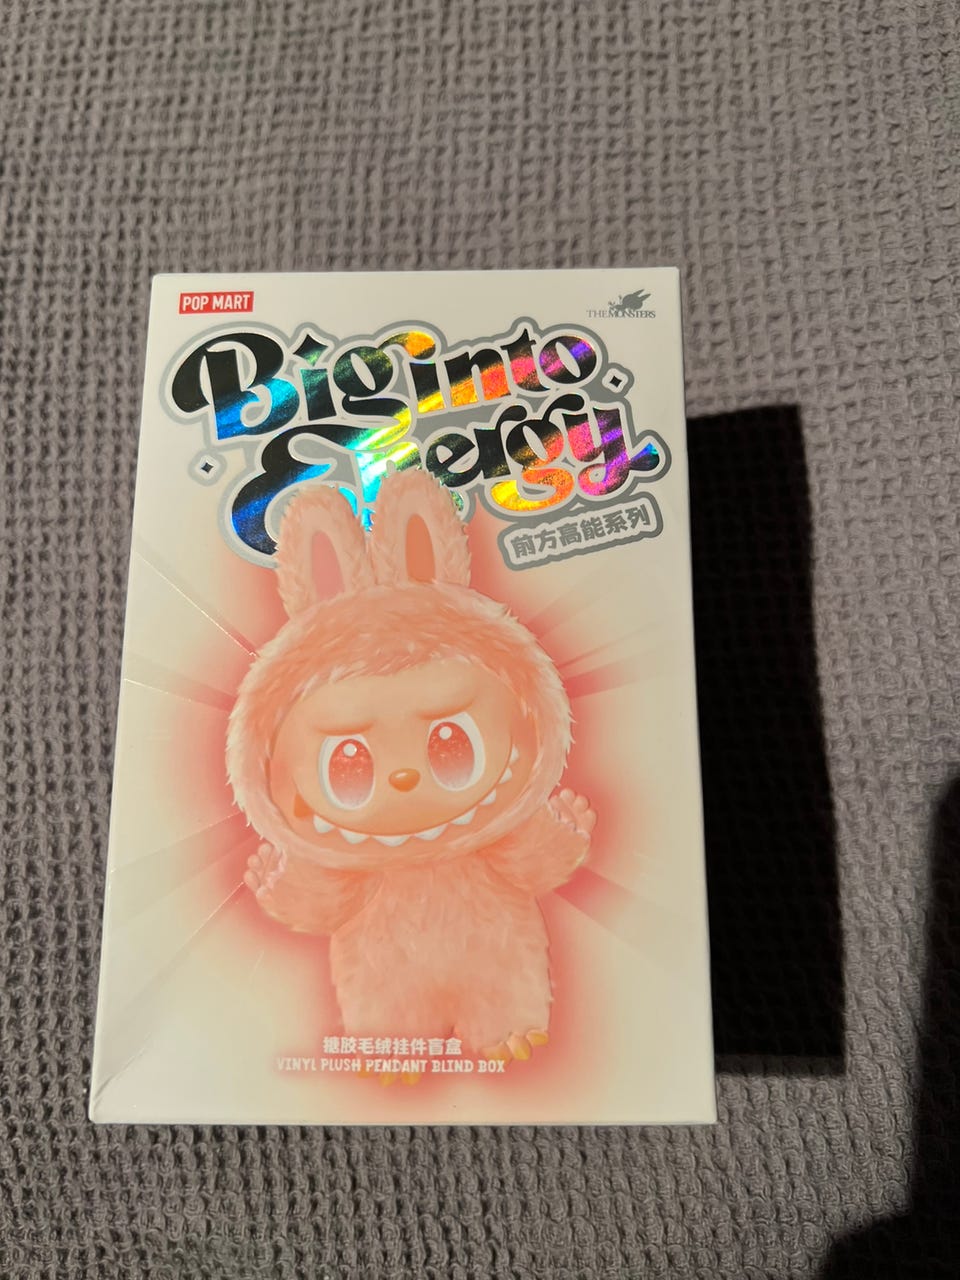 POP MART
THE MONSTERS
Big into
Energy
前方高能系列
搪胶毛绒挂件盲盒
VINYL PLUSH PENDANT BLIND BOX